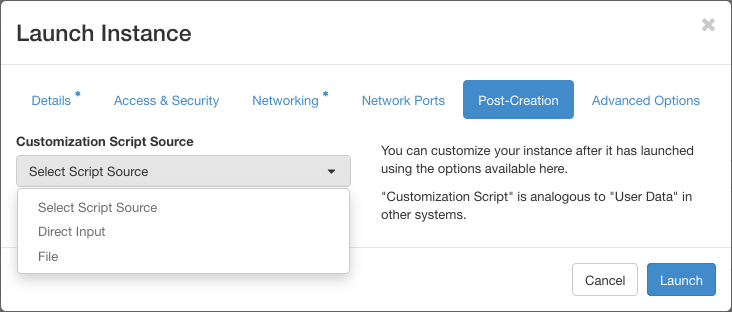 Launch Instance
×
Details *
Access & Security
Networking *
Network Ports
Post-Creation
Advanced Options
Customization Script Source
Select Script Source
Select Script Source
Direct Input
File
You can customize your instance after it has launched
using the options available here.
"Customization Script" is analogous to "User Data" in
other systems.
Cancel
Launch